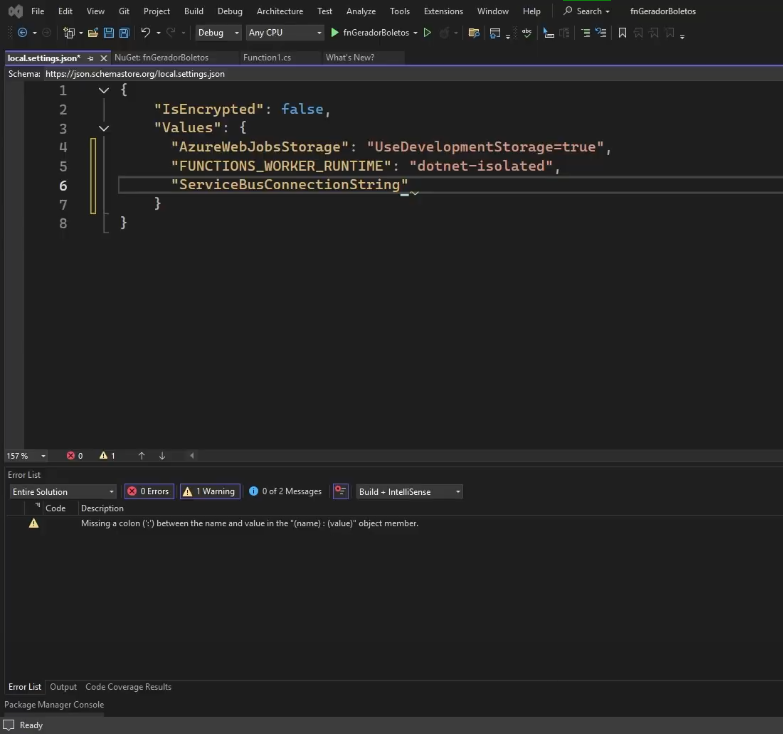 File Edit View Git Project Build Debug Architecture Test Analyze Tools Extensions Window Help Search fnGeradorBoletos
Debug Any CPU fnGeradorBoletos
local.settings.json* NuGet: fnGeradorBoletos Function1.cs What's New?
Schema: https://json.schemastore.org/local.settings.json
1 {
2 "IsEncrypted": false,
3 "Values": {
4 "AzureWebJobsStorage": "UseDevelopmentStorage=true",
5 "FUNCTIONS_WORKER_RUNTIME": "dotnet-isolated",
6 "ServiceBusConnectionString"
7 }
8 }
157 % 0 1
Error List
Entire Solution 0 Errors 1 Warning 0 of 2 Messages Build + IntelliSense
Code Description
Missing a colon (':') between the name and value in the "(name) : (value)" object member.
Error List Output Code Coverage Results
Package Manager Console
Ready